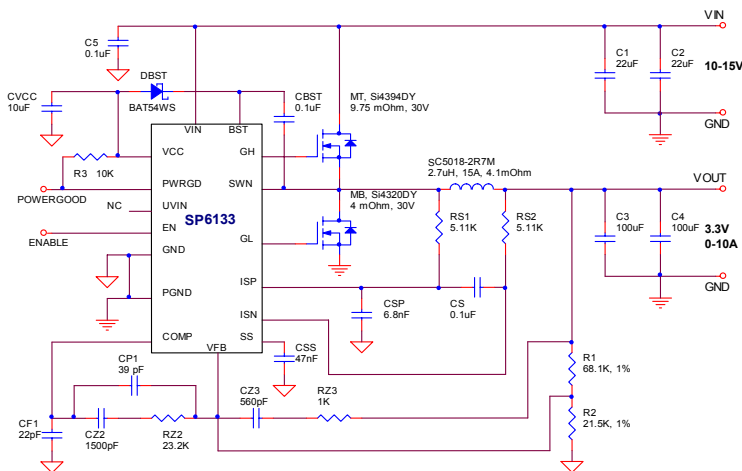 VIN
C5
0.1uF
C1
22uF
C2
22uF
10-15V
DBST
MT, Si4394DY
9.75 mOhm, 30V
CBST
0.1uF
CVCC
10uF
BAT54WS
GND
VIN
BST
VCC
GH
SC5018-2R7M
2.7uH, 15A, 4.1mOhm
R3 10K
VOUT
PWRGD
SWN
POWERGOOD
MB, Si4320DY
4 mOhm, 30V
NC
UVIN
SP6133
RS1
5.11K
RS2
5.11K
C3
100uF
C4
100uF
3.3V
0-10A
ENABLE
EN
GL
GND
ISP
GND
PGND
CSP
6.8nF
CS
0.1uF
ISN
COMP
SS
VFB
CSS
47nF
CP1
39 pF
R1
68.1K, 1%
CZ3
560pF
RZ3
1K
CF1
22pF
CZ2
1500pF
RZ2
23.2K
R2
21.5K, 1%